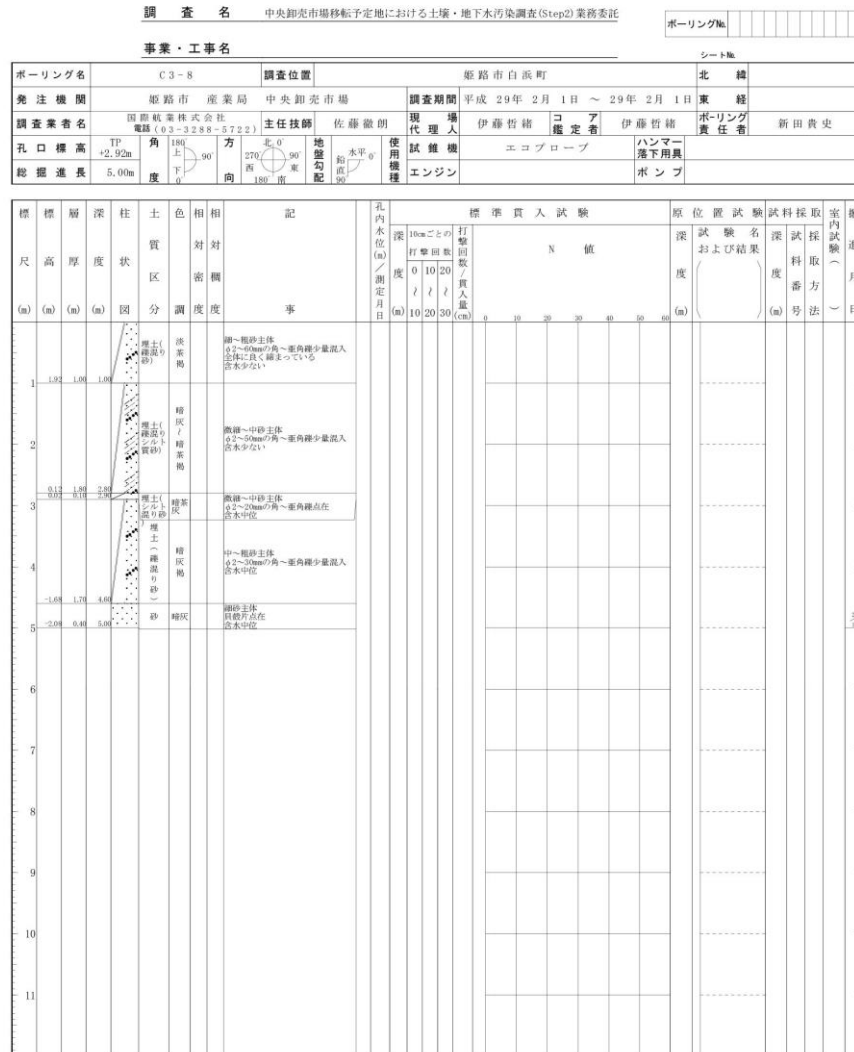 調査名 中央卸売市場移転予定地における土壌・地下水汚染調査(Step2)業務委託
ボーリング№
事業・工事名
シート№
ボーリング名 C3-8 調査位置 姫路市白浜町 北緯
発注機関 姫路市 産業局 中央卸売市場 調査期間 平成 29年 2月 1日 ~ 29年 2月 1日 東経
調査業者名 国際航業株式会社 電話(03-3288-5722) 主任技師 佐藤徹朗 現場代理人 伊藤哲緒 コア鑑定者 伊藤哲緒 ボーリング責任者 新田貴史
孔口標高 TP +2.92m 角度 180° 上 下 0° 90° 方向 北 0° 270° 90° 西 東 180° 南 地盤勾配 水平 0° 鉛直 90° 使用機種 試錐機 エコプローブ ハンマー落下用具
総掘進長 5.00m エンジン ポンプ
標尺(m) 標高(m) 層厚(m) 深度(m) 柱状図 土質区分 色調 相対密度 相対稠度 記事 孔内水位(m)/測定月日 標準貫入試験 原位置試験 試料採取 室内試験()
深度(m) 10cmごとの打撃回数 0~10 10~20 20~30 打撃回数/貫入量(cm) N値 深度(m) 試験名および結果() 深度(m) 試料番号 採取方法
0 10 20 30 40 50 60
埋土(礫混り砂) 淡茶褐 細~粗砂主体
φ2~60mmの角~亜角礫少量混入
全体に良く締まっている
含水少ない
1 1.92 1.00 1.00
埋土(礫混りシルト質砂) 暗灰~暗茶褐 微細~中砂主体
φ2~50mmの角~亜角礫少量混入
含水少ない
2
0.12 1.80 2.80
0.02 0.10 2.90
3 埋土(シルト混り砂) 暗茶灰 微細~中砂主体
φ2~20mmの角~亜角礫点在
含水中位
埋土(礫混り砂) 暗灰褐 中~粗砂主体
φ2~30mmの角~亜角礫少量混入
含水中位
4
-1.68 1.70 4.60
砂 暗灰 細砂主体
貝殻片点在
含水中位
5 -2.08 0.40 5.00
6
7
8
9
10
11